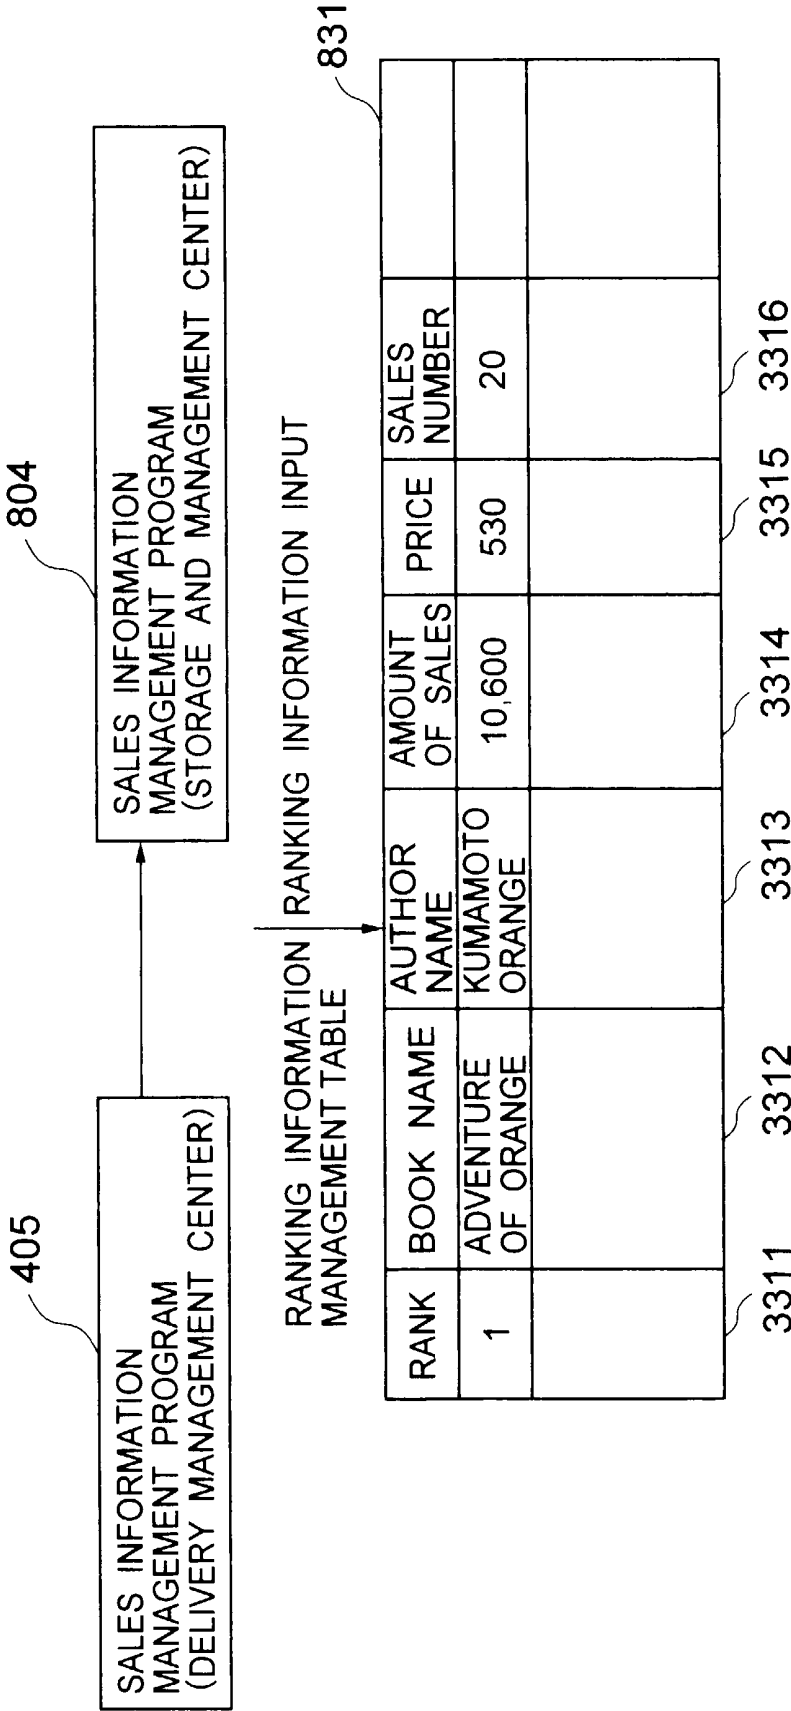 405
SALES INFORMATION
MANAGEMENT PROGRAM
(DELIVERY MANAGEMENT CENTER)
804
SALES INFORMATION
MANAGEMENT PROGRAM
(STORAGE AND MANAGEMENT CENTER)
RANKING INFORMATION
MANAGEMENT TABLE
RANKING INFORMATION INPUT
831
RANK
BOOK NAME
AUTHOR
NAME
AMOUNT
OF SALES
PRICE
SALES
NUMBER
1
ADVENTURE
OF ORANGE
KUMAMOTO
ORANGE
10,600
530
20
3311
3312
3313
3314
3315
3316